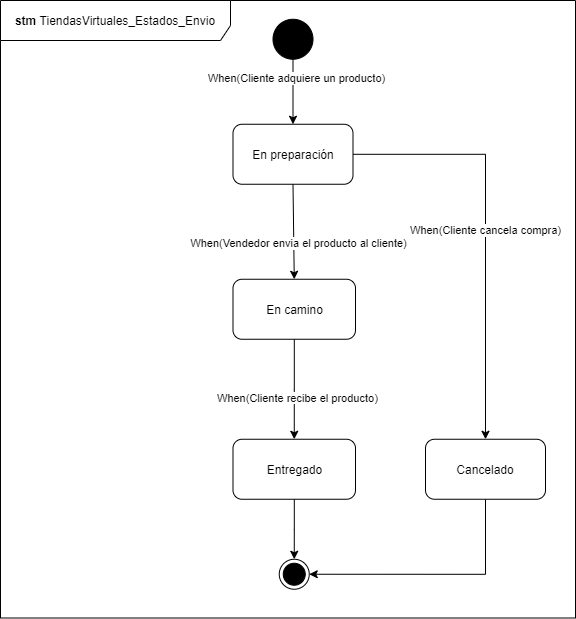 stm TiendasVirtuales_Estados_Envio
When(Cliente adquiere un producto)
En preparación
When(Cliente cancela compra)
When(Vendedor envia el producto al cliente)
En camino
When(Cliente recibe el producto)
Entregado
Cancelado